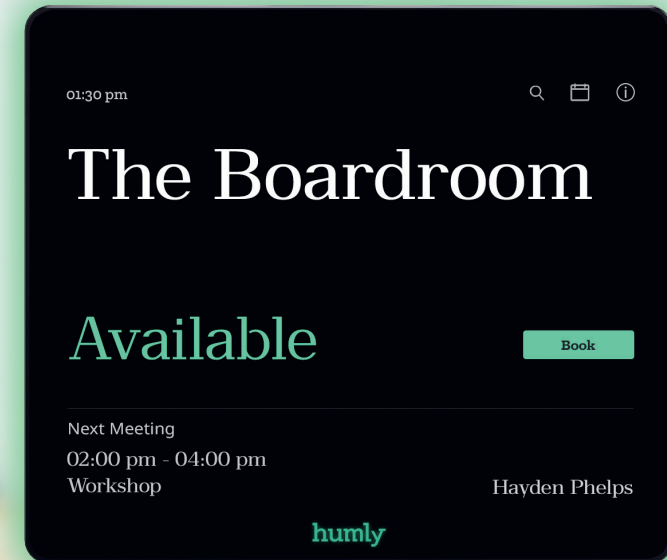 01:30 pm
The Boardroom
Available
Book
Next Meeting
02:00 pm - 04:00 pm
Workshop
Hayden Phelps
humly